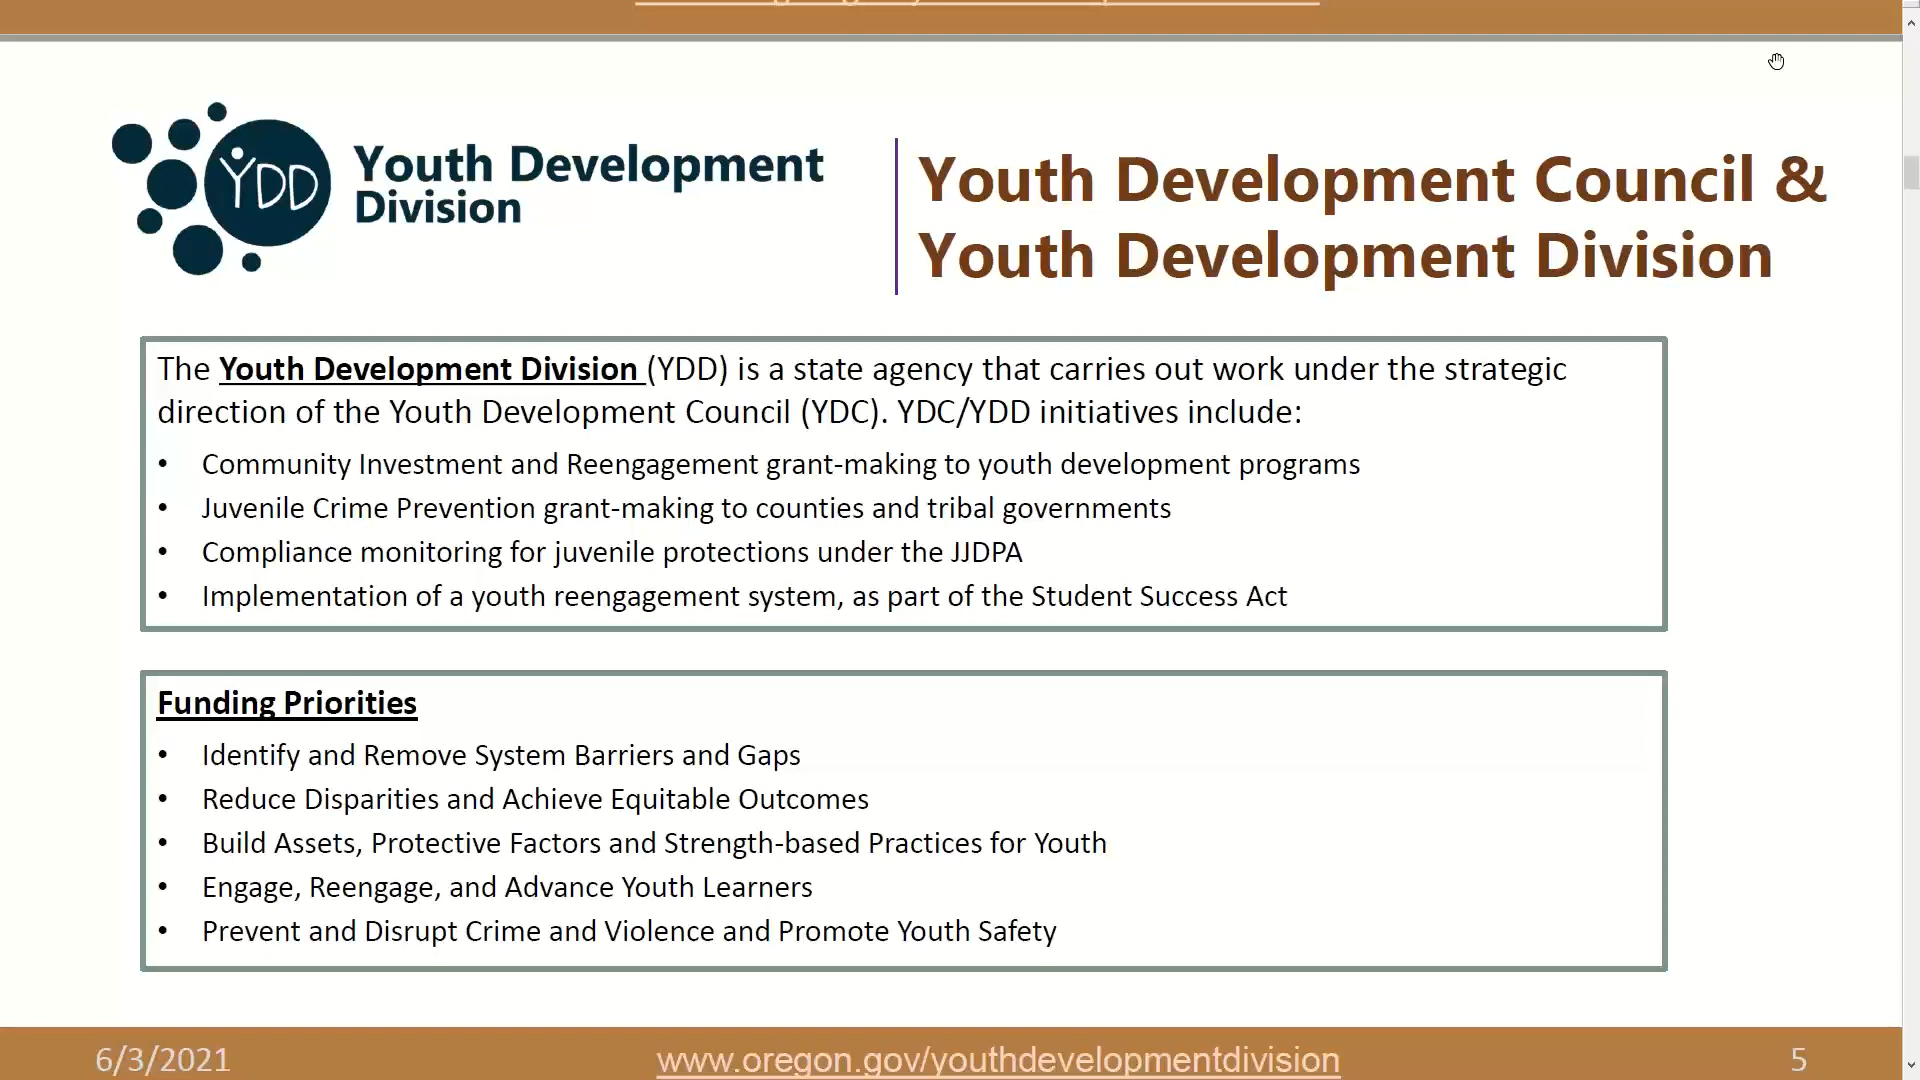 YDD
Youth Development
Division
Youth Development Council &
Youth Development Division
The Youth Development Division (YDD) is a state agency that carries out work under the strategic
direction of the Youth Development Council (YDC). YDC/YDD initiatives include:
• Community Investment and Reengagement grant-making to youth development programs
• Juvenile Crime Prevention grant-making to counties and tribal governments
• Compliance monitoring for juvenile protections under the JJDPA
• Implementation of a youth reengagement system, as part of the Student Success Act
Funding Priorities
• Identify and Remove System Barriers and Gaps
• Reduce Disparities and Achieve Equitable Outcomes
• Build Assets, Protective Factors and Strength-based Practices for Youth
• Engage, Reengage, and Advance Youth Learners
• Prevent and Disrupt Crime and Violence and Promote Youth Safety
6/3/2021
www.oregon.gov/youthdevelopmentdivision
5